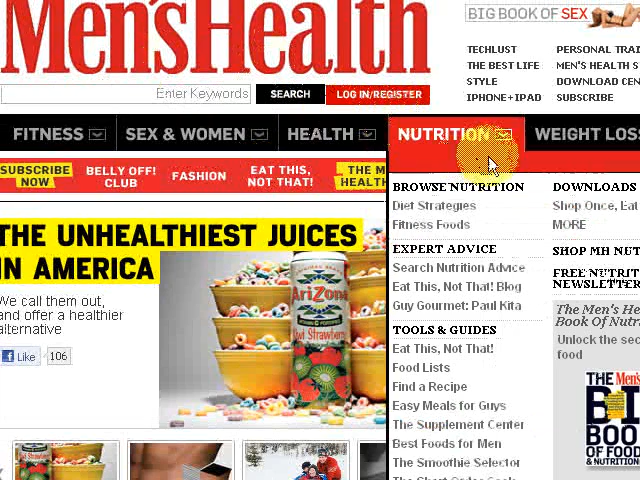 Men'sHealth
BIG BOOK OF SEX
TECHLUST
THE BEST LIFE
STYLE
IPHONE+IPAD
PERSONAL TRAI
MEN'S HEALTH S
DOWNLOAD CEN
SUBSCRIBE
Enter Keywords
SEARCH
LOG IN/REGISTER
FITNESS
SEX & WOMEN
HEALTH
NUTRITION
WEIGHT LOSS
SUBSCRIBE NOW
BELLY OFF! CLUB
FASHION
EAT THIS, NOT THAT!
THE M
HEALTH
THE UNHEALTHIEST JUICES
IN AMERICA
We call them out,
and offer a healthier
alternative
Like
106
AriZona
Kiwi Strawberry
BROWSE NUTRITION
Diet Strategies
Fitness Foods
EXPERT ADVICE
Search Nutrition Advice
Eat This, Not That! Blog
Guy Gourmet: Paul Kita
TOOLS & GUIDES
Eat This, Not That!
Food Lists
Find a Recipe
Easy Meals for Guys
The Supplement Center
Best Foods for Men
The Smoothie Selector
DOWNLOADS
Shop Once, Eat
MORE
SHOP MH NUT
FREE NUTRIT
NEWSLETTER
The Men's He
Book Of Nutr
Unlock the sec
food
THE Men's
BI
BOO
OF FOO
& NUTRITION